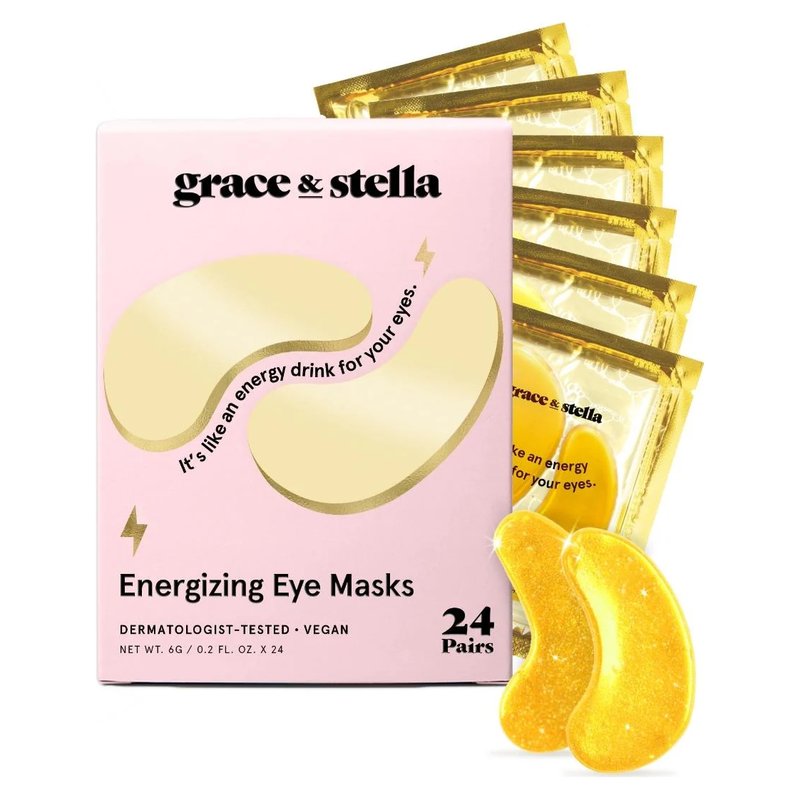 grace & stella
It's like an energy drink for your eyes.
Energizing Eye Masks
DERMATOLOGIST-TESTED • VEGAN
NET WT. 6G / 0.2 FL. OZ. X 24
24
Pairs
grace & stella
an energy
for your eyes.